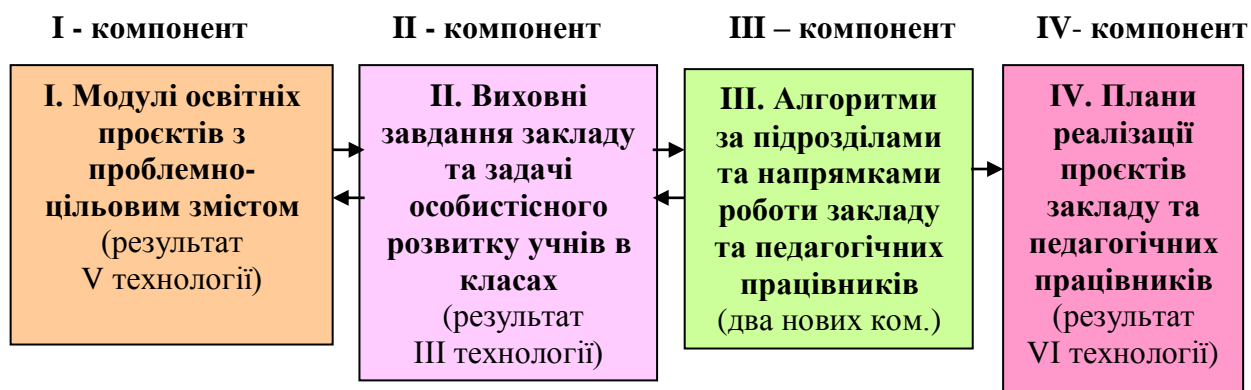 I - компонент
II - компонент
III – компонент
IV- компонент
I. Модулі освітніх
проєктів з
проблемно-
цільовим змістом
(результат
V технології)
II. Виховні
завдання закладу
та задачі
особистісного
розвитку учнів в
класах
(результат
III технології)
III. Алгоритми
за підрозділами
та напрямками
роботи закладу
та педагогічних
працівників
(два нових ком.)
IV. Плани
реалізації
проєктів
закладу та
педагогічних
працівників
(результат
VI технології)